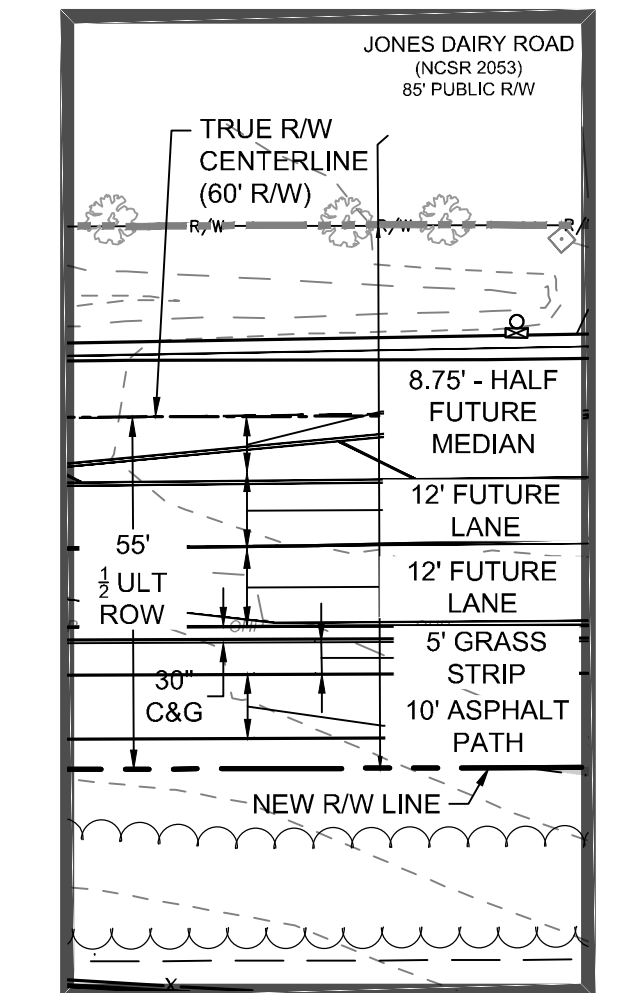 JONES DAIRY ROAD
(NCSR 2053)
85' PUBLIC R/W
TRUE R/W
CENTERLINE
(60' R/W)
R/W
R/W
R/
8.75' - HALF
FUTURE
MEDIAN
12' FUTURE
LANE
55'
½ ULT
ROW
12' FUTURE
LANE
OHP
5' GRASS
STRIP
30"
C&G
10' ASPHALT
PATH
NEW R/W LINE
X